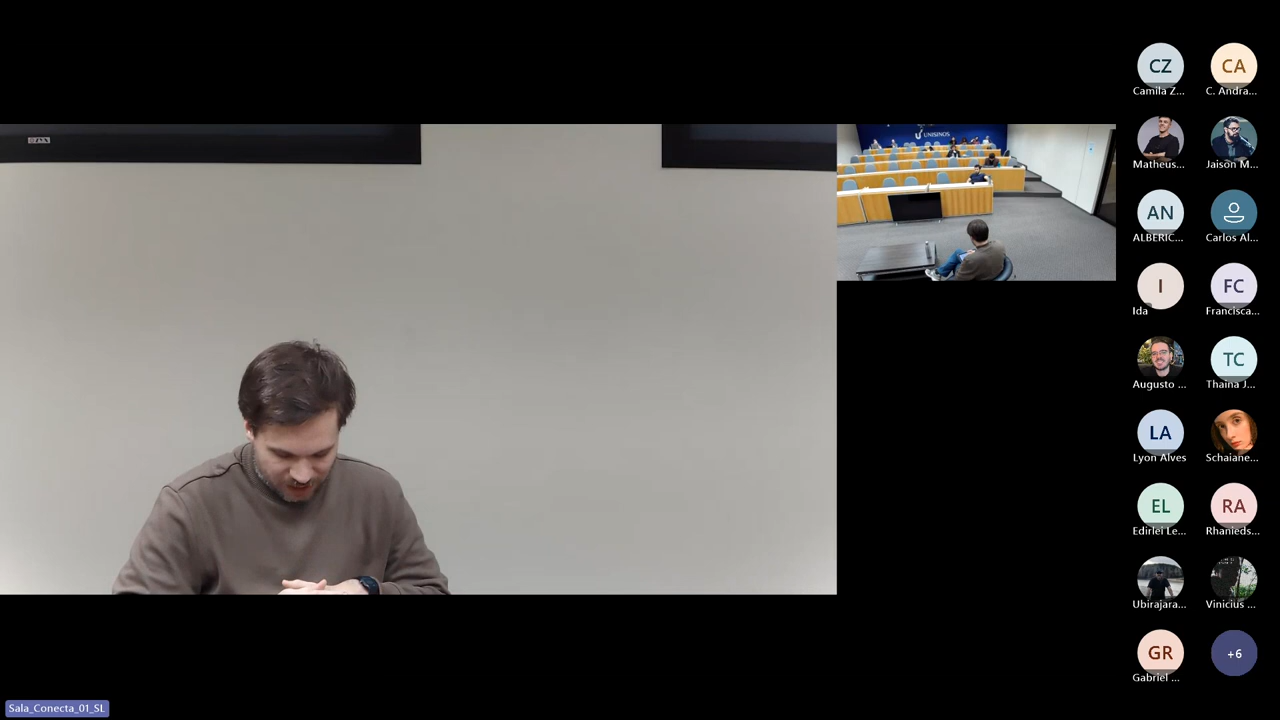 UNISINOS
CZ
Camila Z...
CA
C. Andra...
Matheus...
Jaison M...
AN
ALBERIC...
Carlos Al...
I
Ida
FC
Francisca...
Augusto ...
TC
Thaina J...
LA
Lyon Alves
Schaiane...
EL
Edirlei Le...
RA
Rhanieds...
Ubirajara...
Vinicius ...
GR
Gabriel ...
+6
Sala_Conecta_01_SL